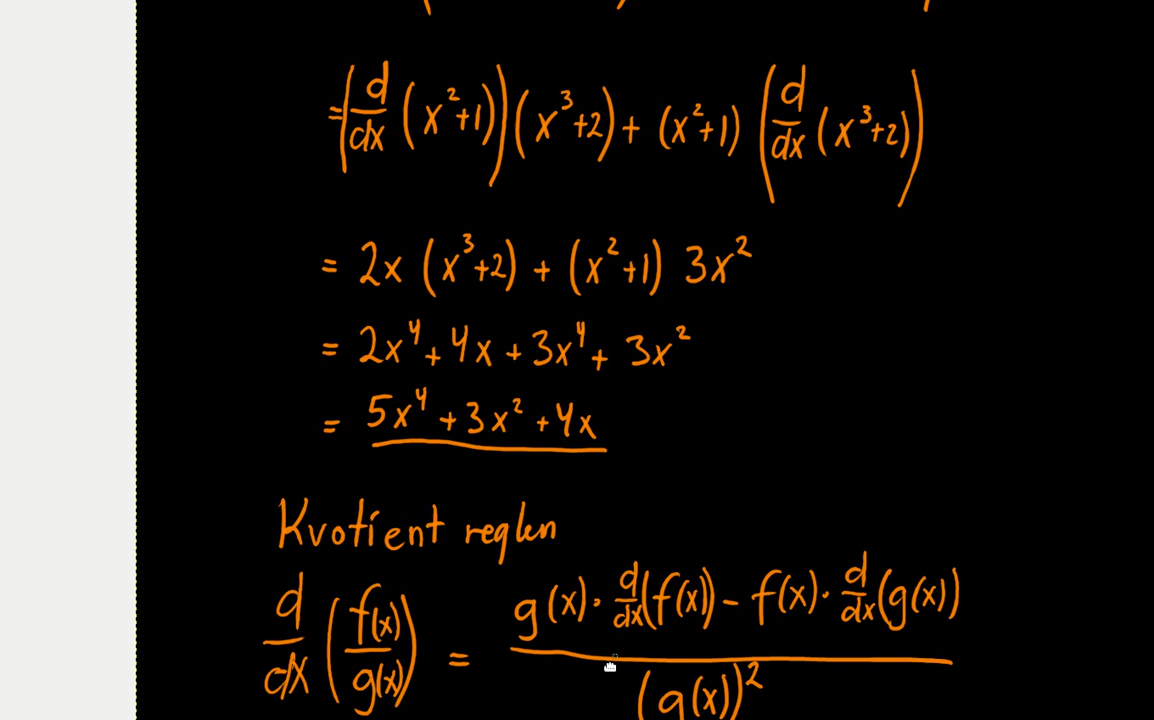 =(d/dx (x²+1))(x³+2) + (x²+1) (d/dx (x³+2))
= 2x (x³+2) + (x²+1) 3x²
= 2x⁴ + 4x + 3x⁴ + 3x²
= 5x⁴ + 3x² + 4x
Kvotient reglen
d/dx (f(x)/g(x)) = (g(x) · d/dx(f(x)) - f(x) · d/dx(g(x)))/(g(x))²